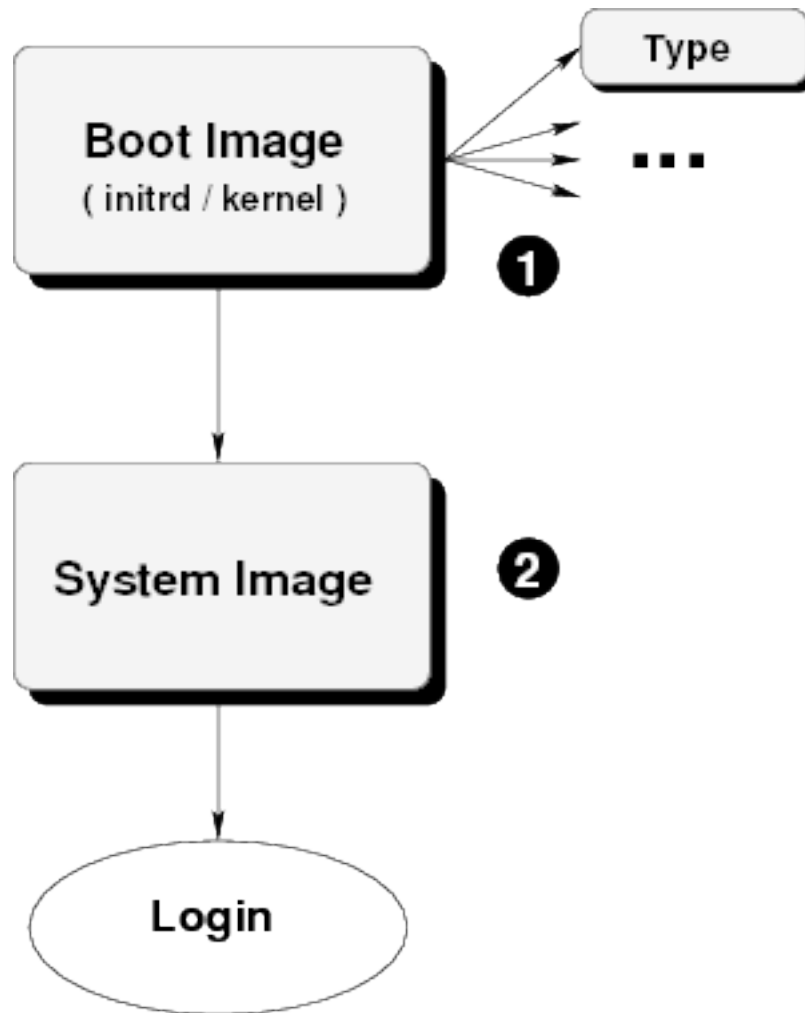 Type
Boot Image
( initrd / kernel )
...
1
System Image
2
Login